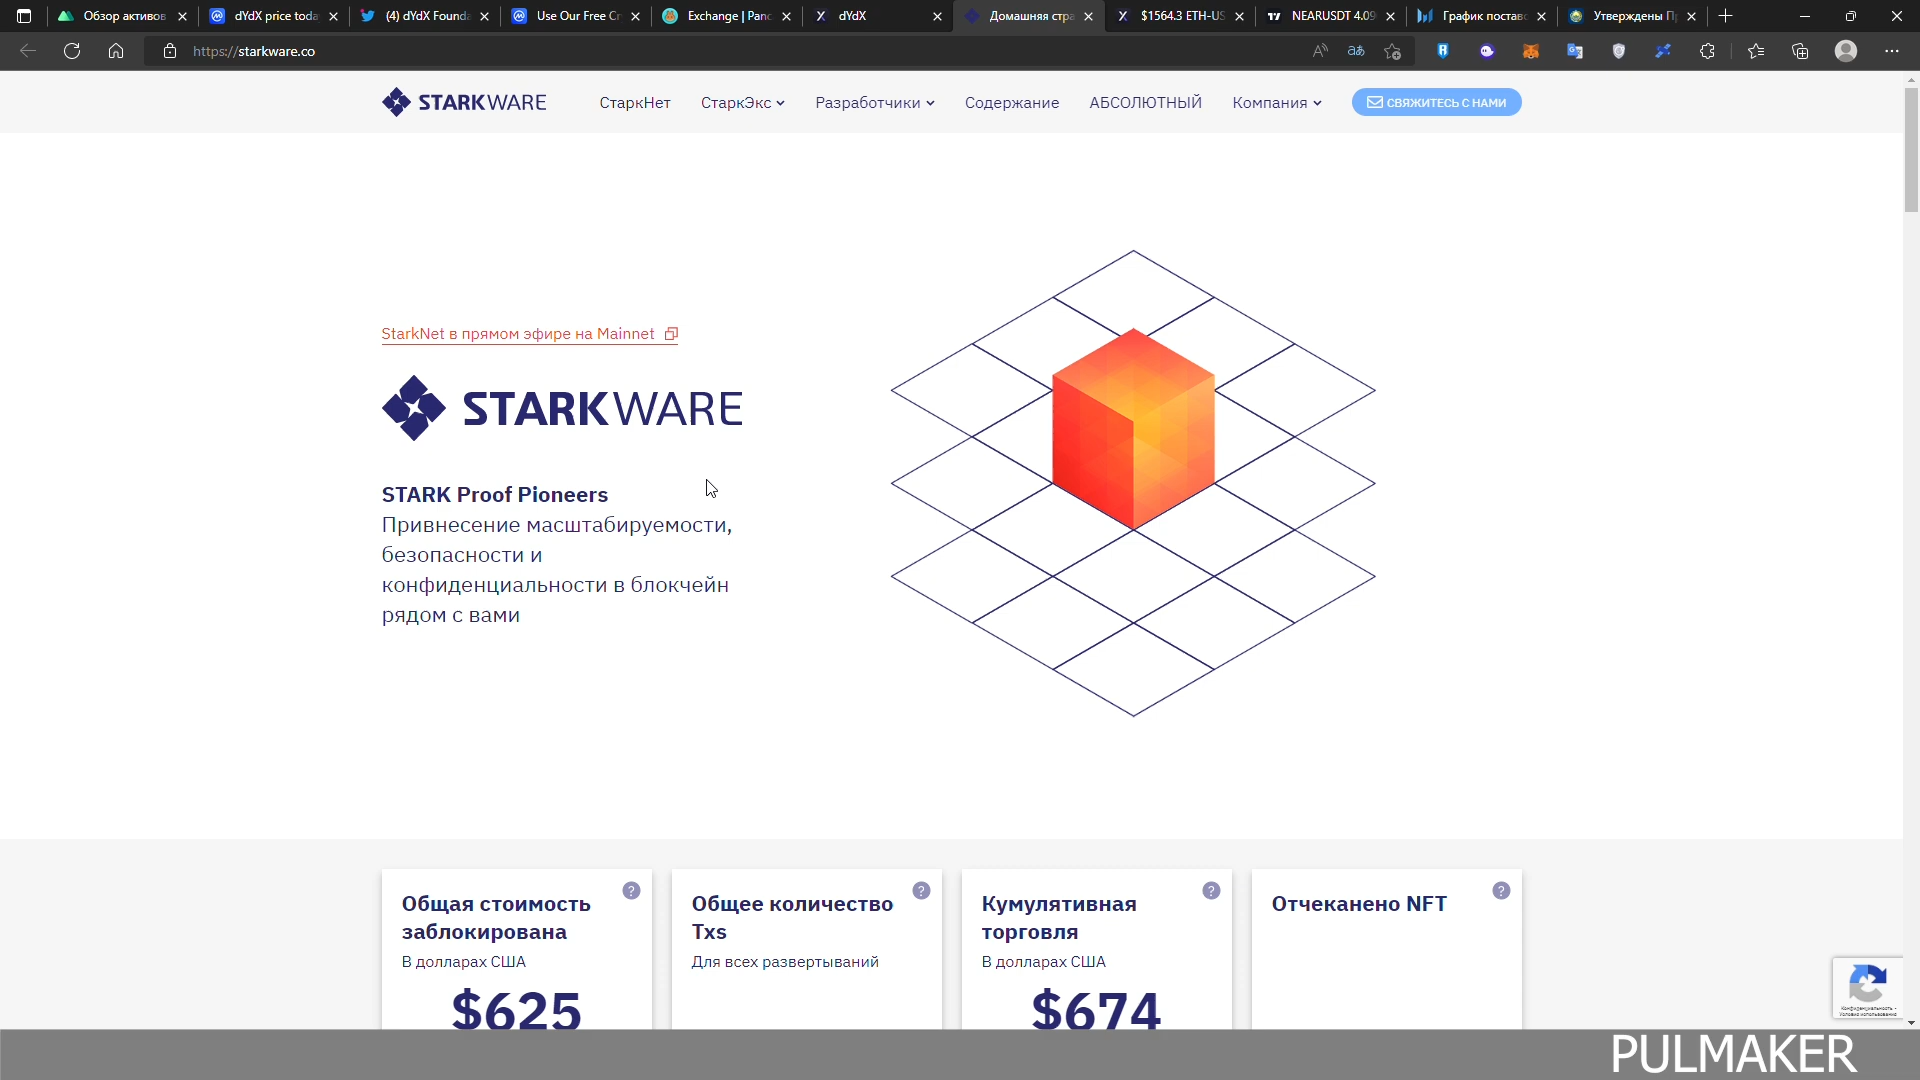 Обзор активов
dYdX price toda
(4) dYdX Founda
Use Our Free Cr
Exchange | Panc
dYdX
Домашняя стра
$1564.3 ETH-US
NEARUSDT 4.09
График постав
Утверждены П
https://starkware.co
STARKWARE
СтаркНет
СтаркЭкс
Разработчики
Содержание
АБСОЛЮТНЫЙ
Компания
СВЯЖИТЕСЬ С НАМИ
StarkNet в прямом эфире на Mainnet
STARKWARE
STARK Proof Pioneers
Привнесение масштабируемости,
безопасности и
конфиденциальности в блокчейн
рядом с вами
Общая стоимость
заблокирована
В долларах США
$625
Общее количество
Txs
Для всех развертываний
Кумулятивная
торговля
В долларах США
$674
Отчеканено NFT
Конфиденциальность -
Условия использования
PULMAKER